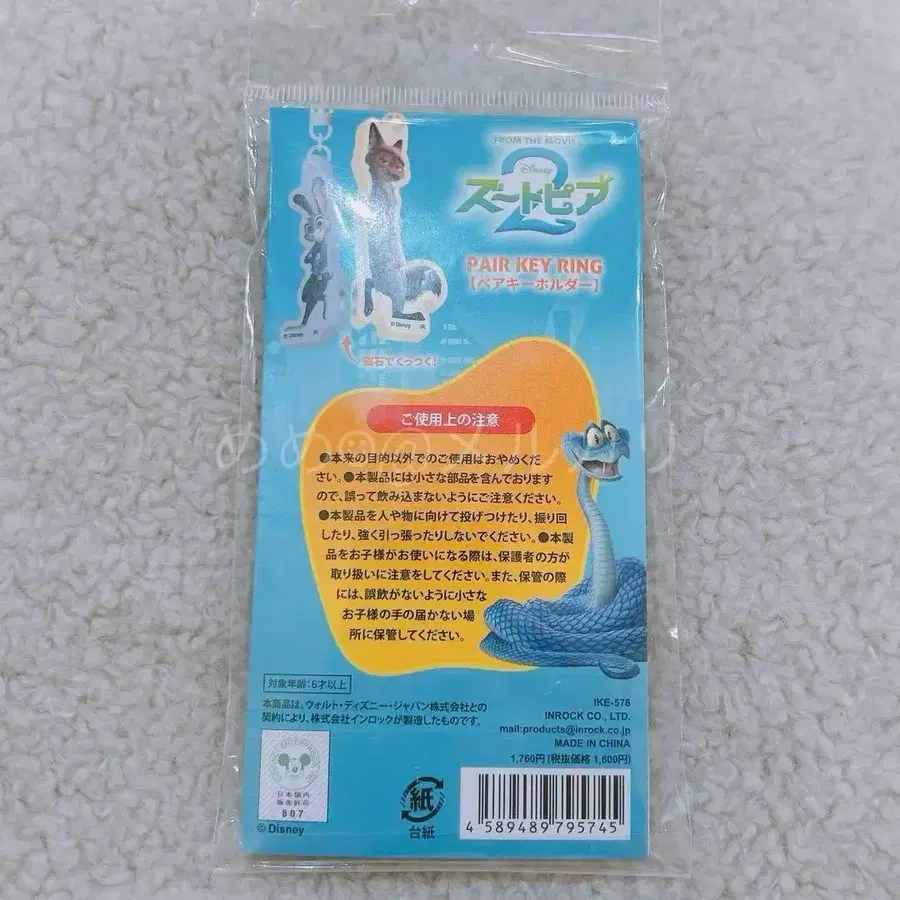 FROM THE MOVIE
Disney
ズートピア
2
PAIR KEY RING
【ペアキーホルダー】
© Disney IR
© Disney IR
磁石でくっつく!
ご使用上の注意
●本来の目的以外でのご使用はおやめくだ
さい。●本製品には小さな部品を含んでおります
ので、誤って飲み込まないようにご注意ください。
●本製品を人や物に向けて投げつけたり、振り回
したり、強く引っ張ったりしないでください。●本製
品をお子様がお使いになる際は、保護者の方が
取り扱いに注意をしてください。また、保管の際
には、誤飲がないように小さな
お子様の手の届かない場
所に保管してください。
対象年齢:6才以上
本商品は、ウォルト・ディズニー・ジャパン株式会社との
契約により、株式会社インロックが製造したものです。
IKE-576
INROCK CO., LTD.
mail:products@inrock.co.jp
MADE IN CHINA
1,760円(税抜価格 1,600円)
日本国内
販売許可
807
© Disney
紙
台紙
4 589489 795745